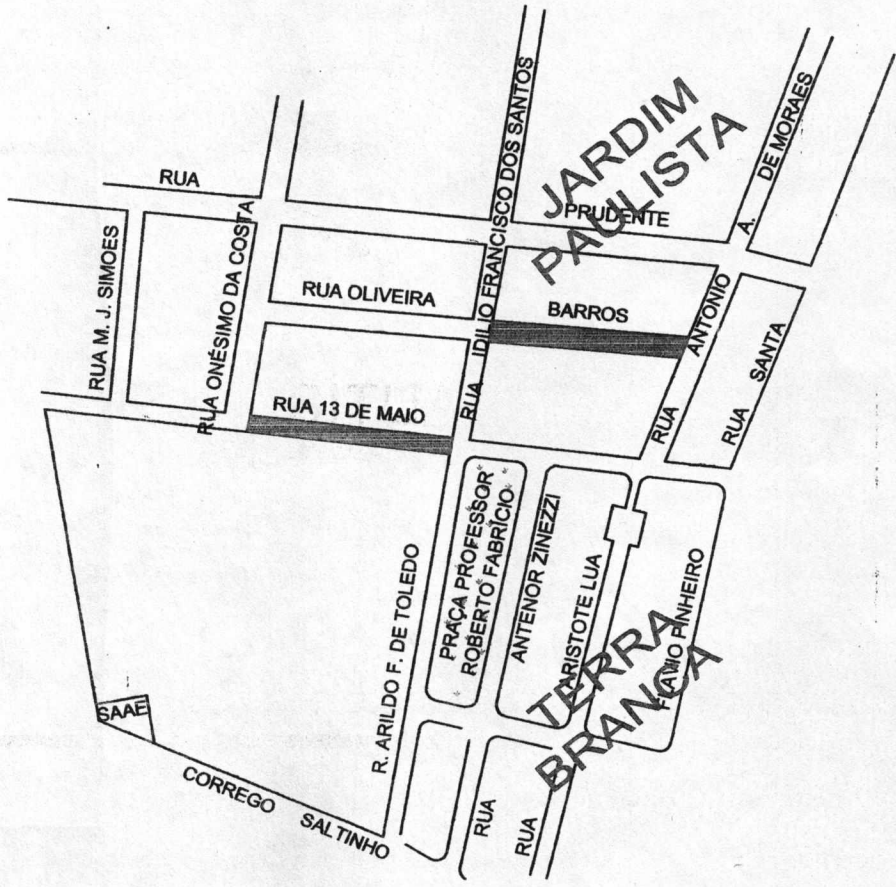 JARDIM
PAULISTA
RUA
PRUDENTE
DE MORAES
RUA M. J. SIMOES
RUA ONÉSIMO DA COSTA
RUA IDILIO FRANCISCO DOS SANTOS
RUA OLIVEIRA
BARROS
RUA ANTONIO A.
RUA SANTA
RUA 13 DE MAIO
R. ARILDO F. DE TOLEDO
PRAÇA PROFESSOR
ROBERTO FABRÍCIO
ANTENOR ZINEZZI
ARISTOTE LUA
FLAVIO PINHEIRO
TERRA
BRANCA
SAAE
CORREGO
SALTINHO
RUA
RUA